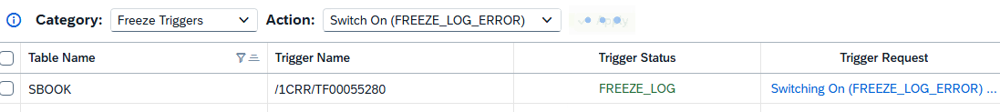 Category: Freeze Triggers Action: Switch On (FREEZE_LOG_ERROR)
Table Name Trigger Name Trigger Status Trigger Request
SBOOK /1CRR/TF00055280 FREEZE_LOG Switching On (FREEZE_LOG_ERROR) ...